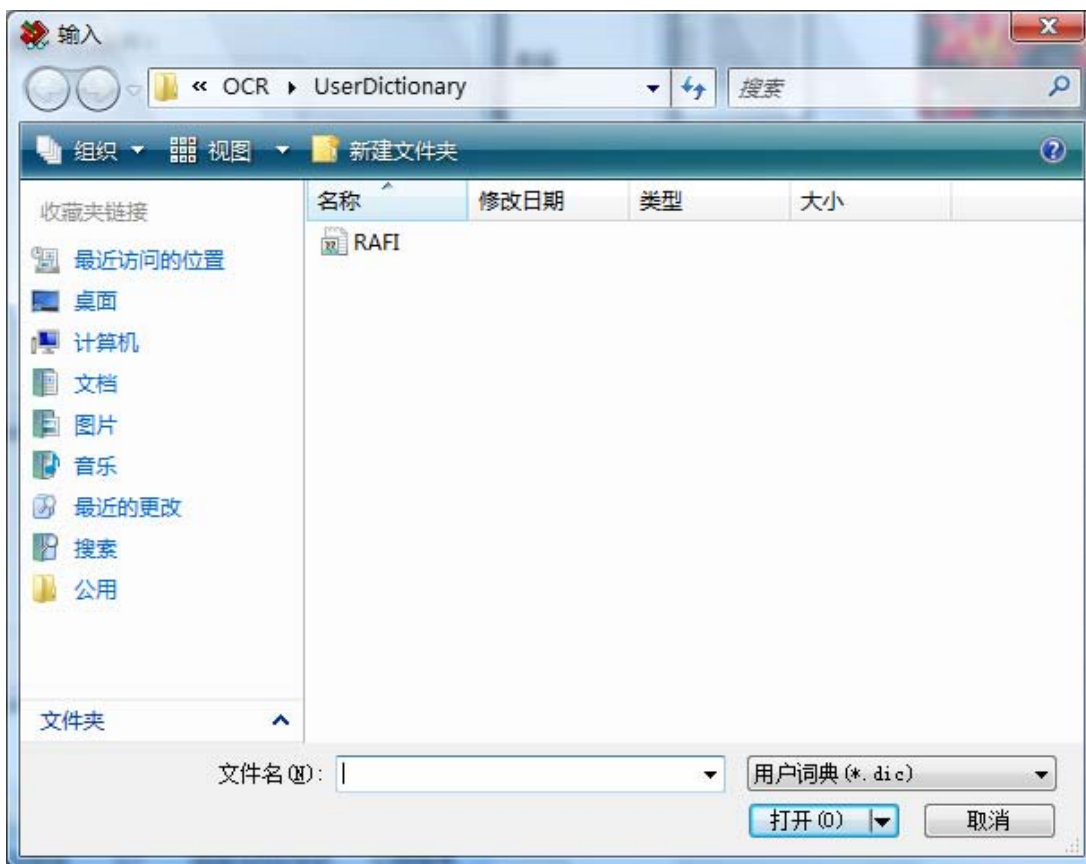 输入
« OCR ▸ UserDictionary 搜索
组织 视图 新建文件夹
收藏夹链接
最近访问的位置
桌面
计算机
文档
图片
音乐
最近的更改
搜索
公用
文件夹
名称 修改日期 类型 大小
RAFI
文件名(N): 用户词典(*.dic)
打开(O) 取消